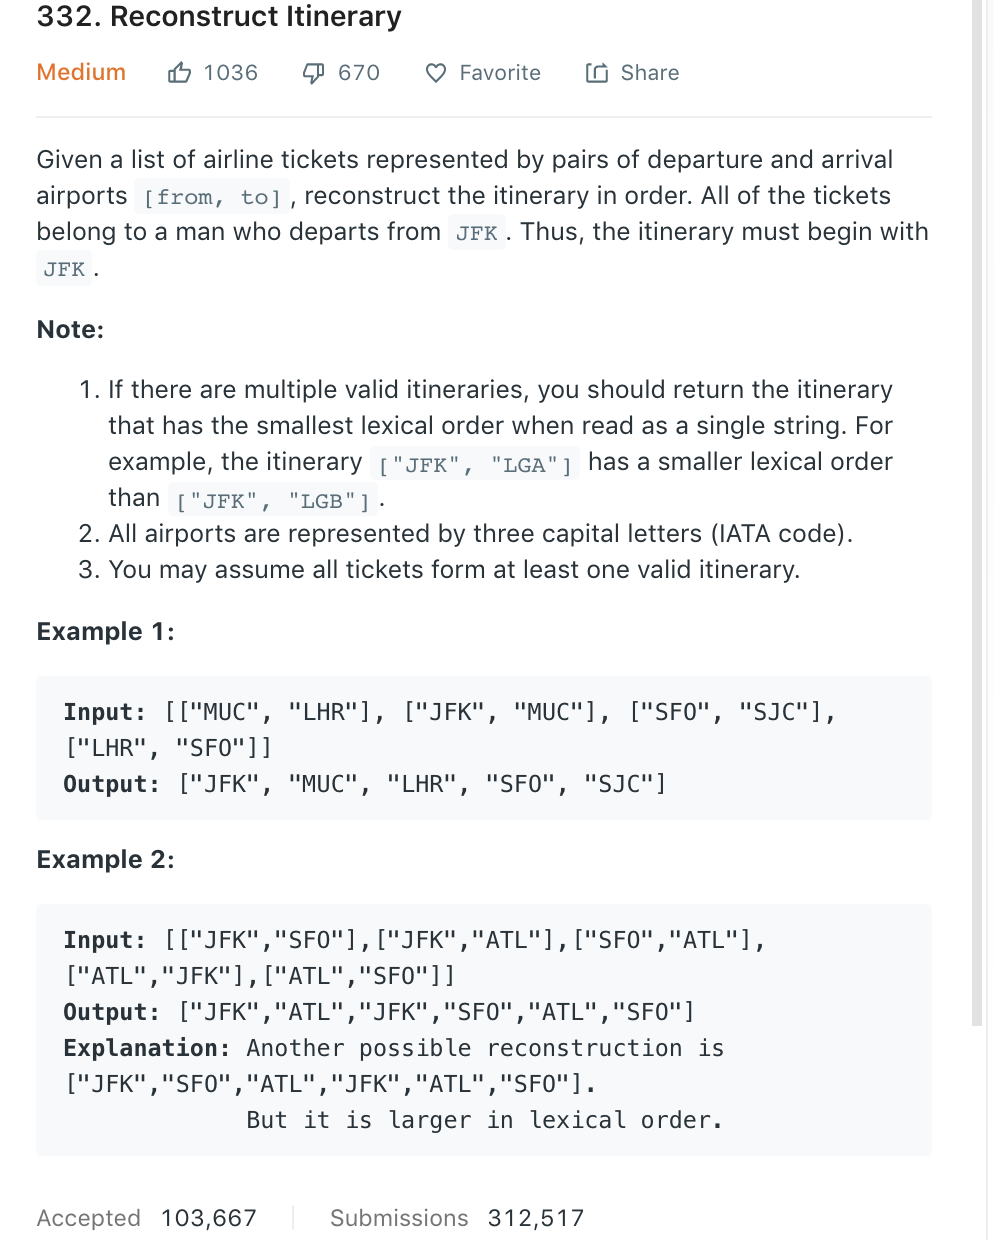 332. Reconstruct Itinerary
Medium 1036 670 Favorite Share
Given a list of airline tickets represented by pairs of departure and arrival
airports [from, to] , reconstruct the itinerary in order. All of the tickets
belong to a man who departs from JFK . Thus, the itinerary must begin with
JFK .
Note:
1. If there are multiple valid itineraries, you should return the itinerary
that has the smallest lexical order when read as a single string. For
example, the itinerary ["JFK", "LGA"] has a smaller lexical order
than ["JFK", "LGB"] .
2. All airports are represented by three capital letters (IATA code).
3. You may assume all tickets form at least one valid itinerary.
Example 1:
Input: [["MUC", "LHR"], ["JFK", "MUC"], ["SFO", "SJC"],
["LHR", "SFO"]]
Output: ["JFK", "MUC", "LHR", "SFO", "SJC"]
Example 2:
Input: [["JFK","SFO"],["JFK","ATL"],["SFO","ATL"],
["ATL","JFK"],["ATL","SFO"]]
Output: ["JFK","ATL","JFK","SFO","ATL","SFO"]
Explanation: Another possible reconstruction is
["JFK","SFO","ATL","JFK","ATL","SFO"].
But it is larger in lexical order.
Accepted 103,667 Submissions 312,517